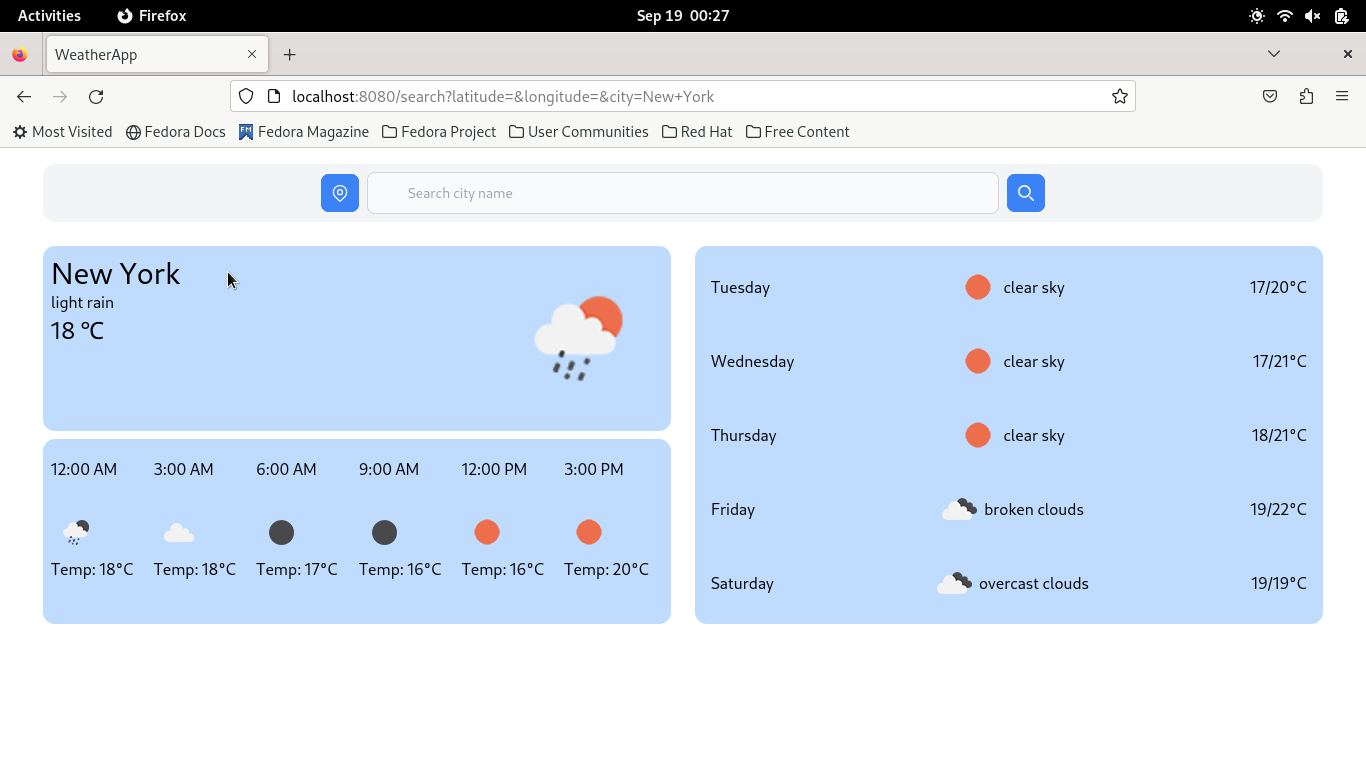 Activities Firefox Sep 19 00:27
WeatherApp
localhost:8080/search?latitude=&longitude=&city=New+York
Most Visited Fedora Docs FM Fedora Magazine Fedora Project User Communities Red Hat Free Content
Search city name
New York
light rain
18 °C
12:00 AM 3:00 AM 6:00 AM 9:00 AM 12:00 PM 3:00 PM
Temp: 18°C Temp: 18°C Temp: 17°C Temp: 16°C Temp: 16°C Temp: 20°C
Tuesday clear sky 17/20°C
Wednesday clear sky 17/21°C
Thursday clear sky 18/21°C
Friday broken clouds 19/22°C
Saturday overcast clouds 19/19°C